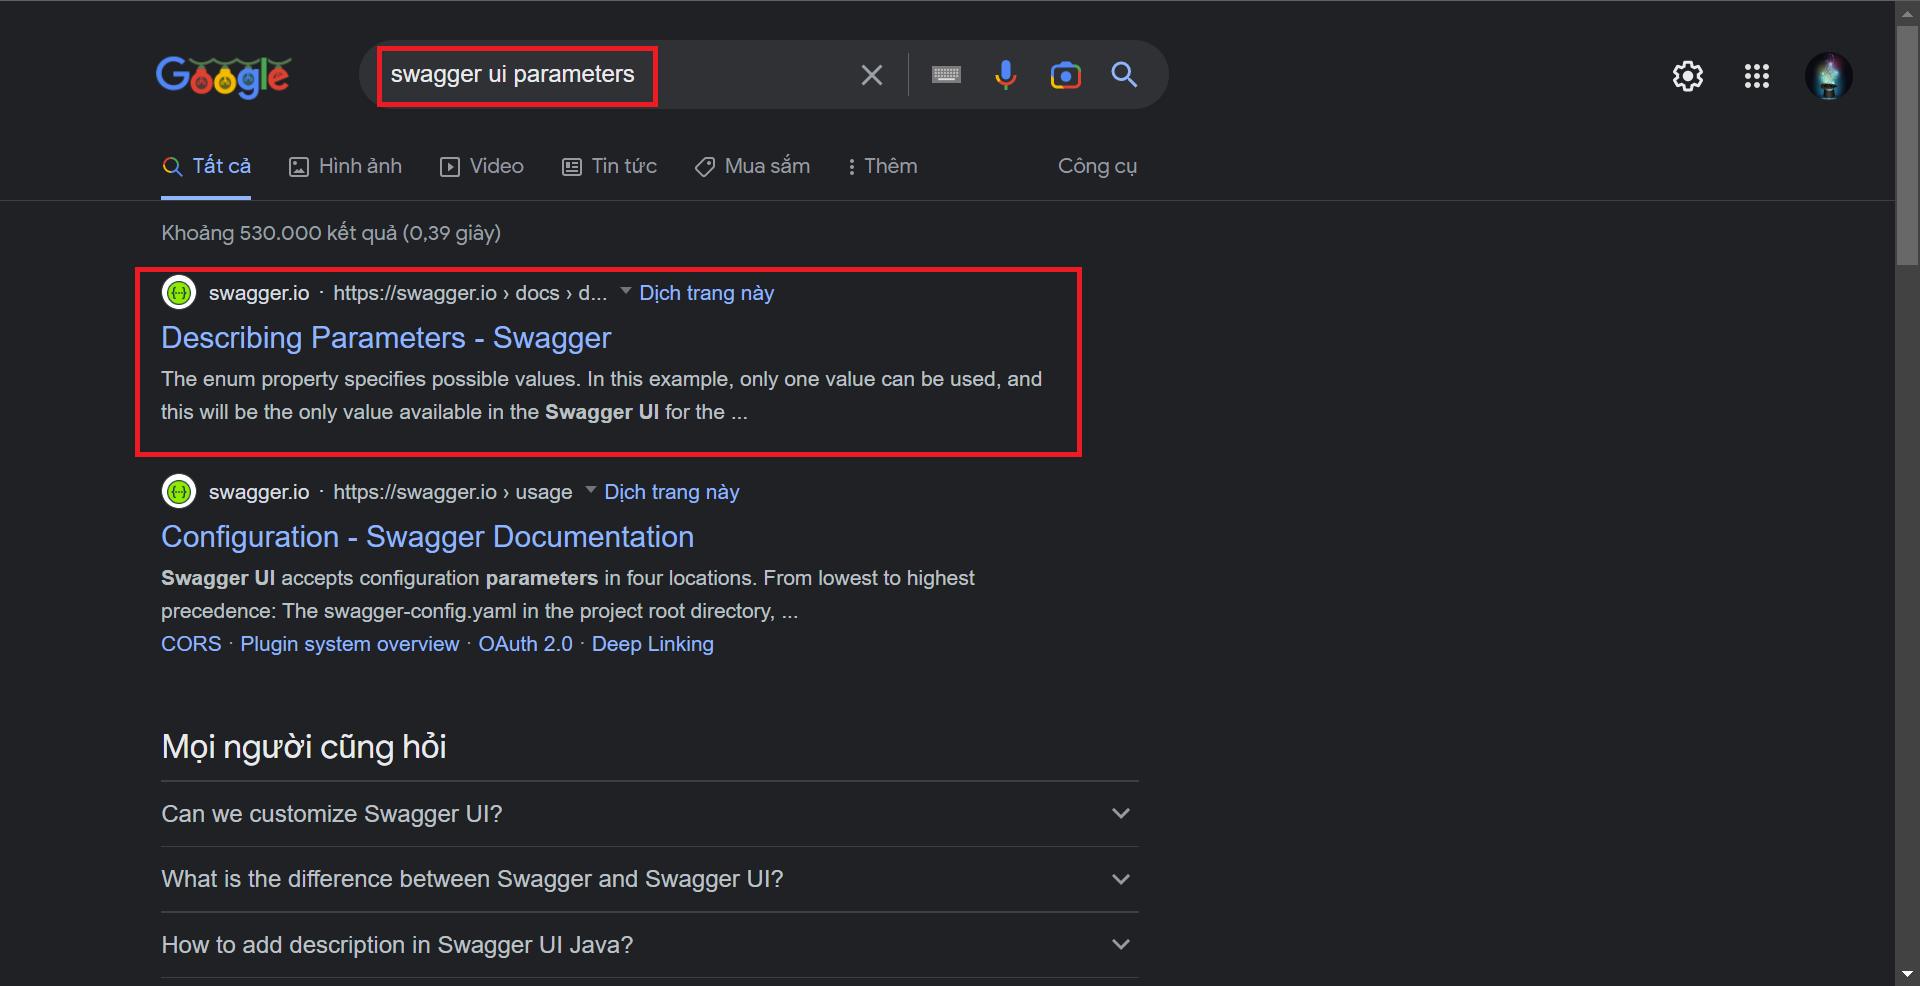 Google
swagger ui parameters
Tất cả
Hình ảnh
Video
Tin tức
Mua sắm
Thêm
Công cụ
Khoảng 530.000 kết quả (0,39 giây)
swagger.io · https://swagger.io › docs › d... Dịch trang này
Describing Parameters - Swagger
The enum property specifies possible values. In this example, only one value can be used, and
this will be the only value available in the Swagger UI for the ...
swagger.io · https://swagger.io › usage Dịch trang này
Configuration - Swagger Documentation
Swagger UI accepts configuration parameters in four locations. From lowest to highest
precedence: The swagger-config.yaml in the project root directory, ...
CORS · Plugin system overview · OAuth 2.0 · Deep Linking
Mọi người cũng hỏi
Can we customize Swagger UI?
What is the difference between Swagger and Swagger UI?
How to add description in Swagger UI Java?